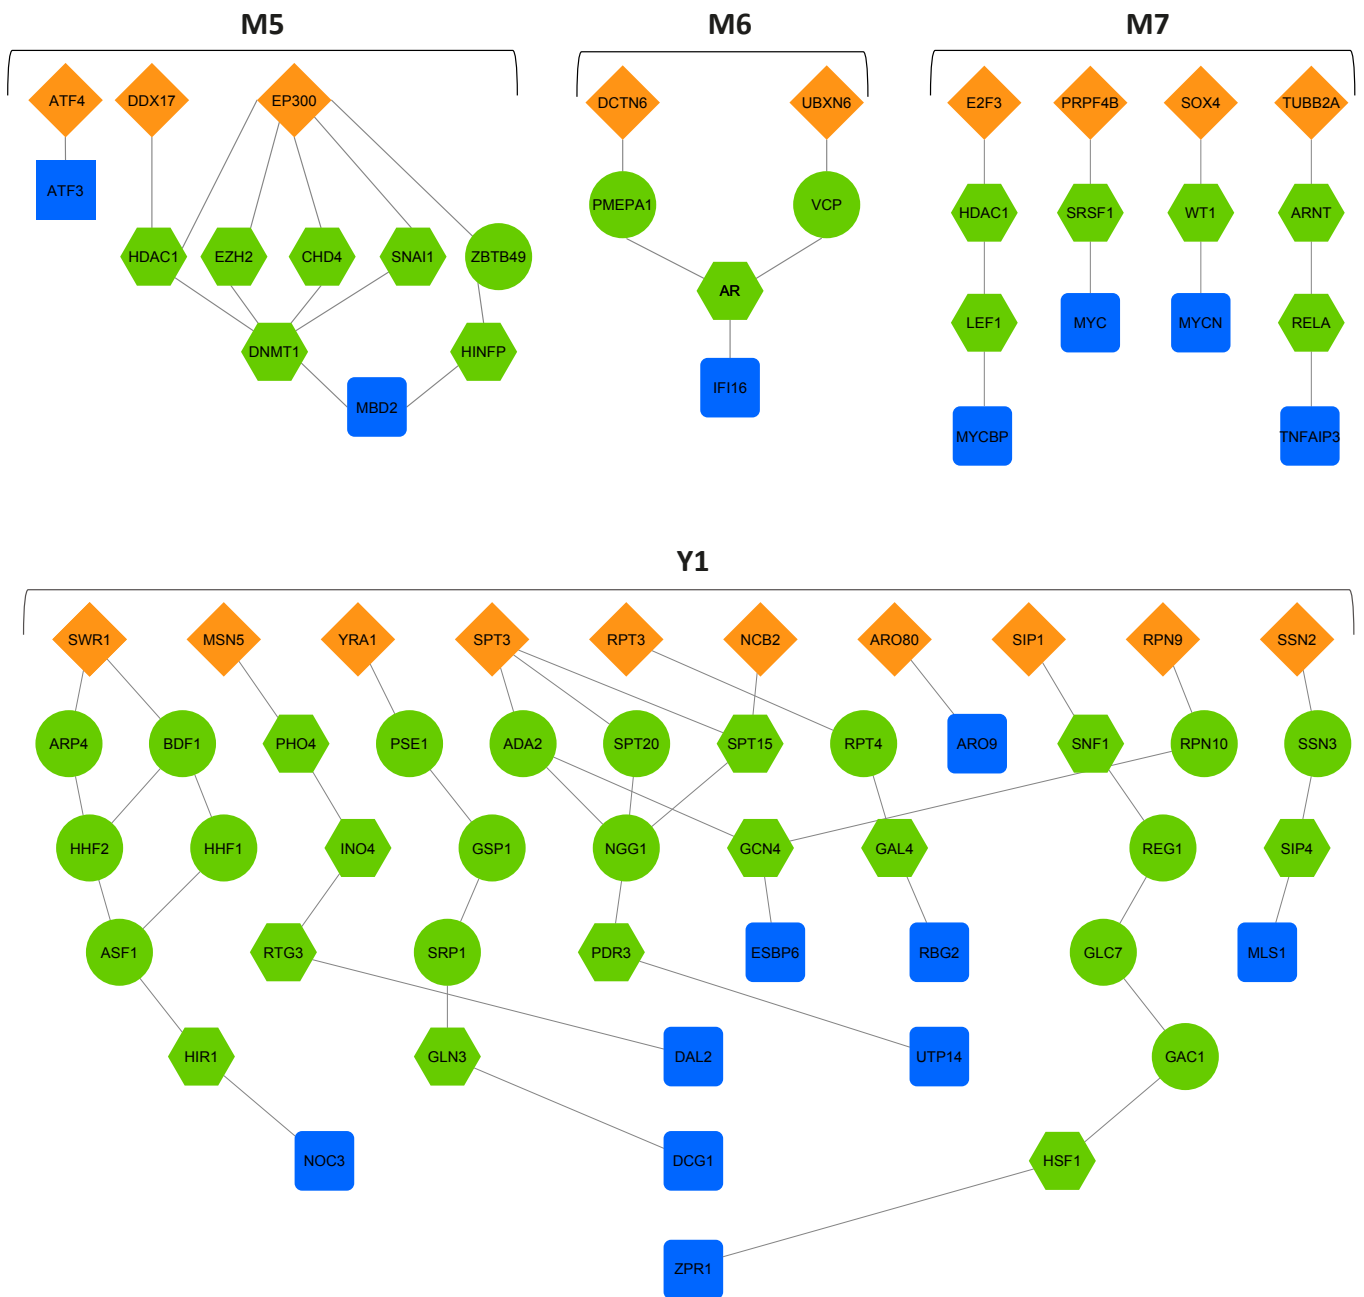 M5 M6 M7
ATF4 DDX17 EP300 DCTN6 UBXN6 E2F3 PRPF4B SOX4 TUBB2A
ATF3 PMEPA1 VCP HDAC1 SRSF1 WT1 ARNT
HDAC1 EZH2 CHD4 SNAI1 ZBTB49
AR
LEF1 MYC MYCN RELA
DNMT1 HINFP
IFI16
MBD2
MYCBP TNFAIP3
Y1
SWR1 MSN5 YRA1 SPT3 RPT3 NCB2 ARO80 SIP1 RPN9 SSN2
ARP4 BDF1 PHO4 PSE1 ADA2 SPT20 SPT15 RPT4 ARO9 SNF1 RPN10 SSN3
HHF2 HHF1 INO4 GSP1 NGG1 GCN4 GAL4 REG1 SIP4
ASF1 RTG3 SRP1 PDR3 ESBP6 RBG2 GLC7 MLS1
HIR1 GLN3 DAL2 UTP14 GAC1
NOC3 DCG1 HSF1
ZPR1